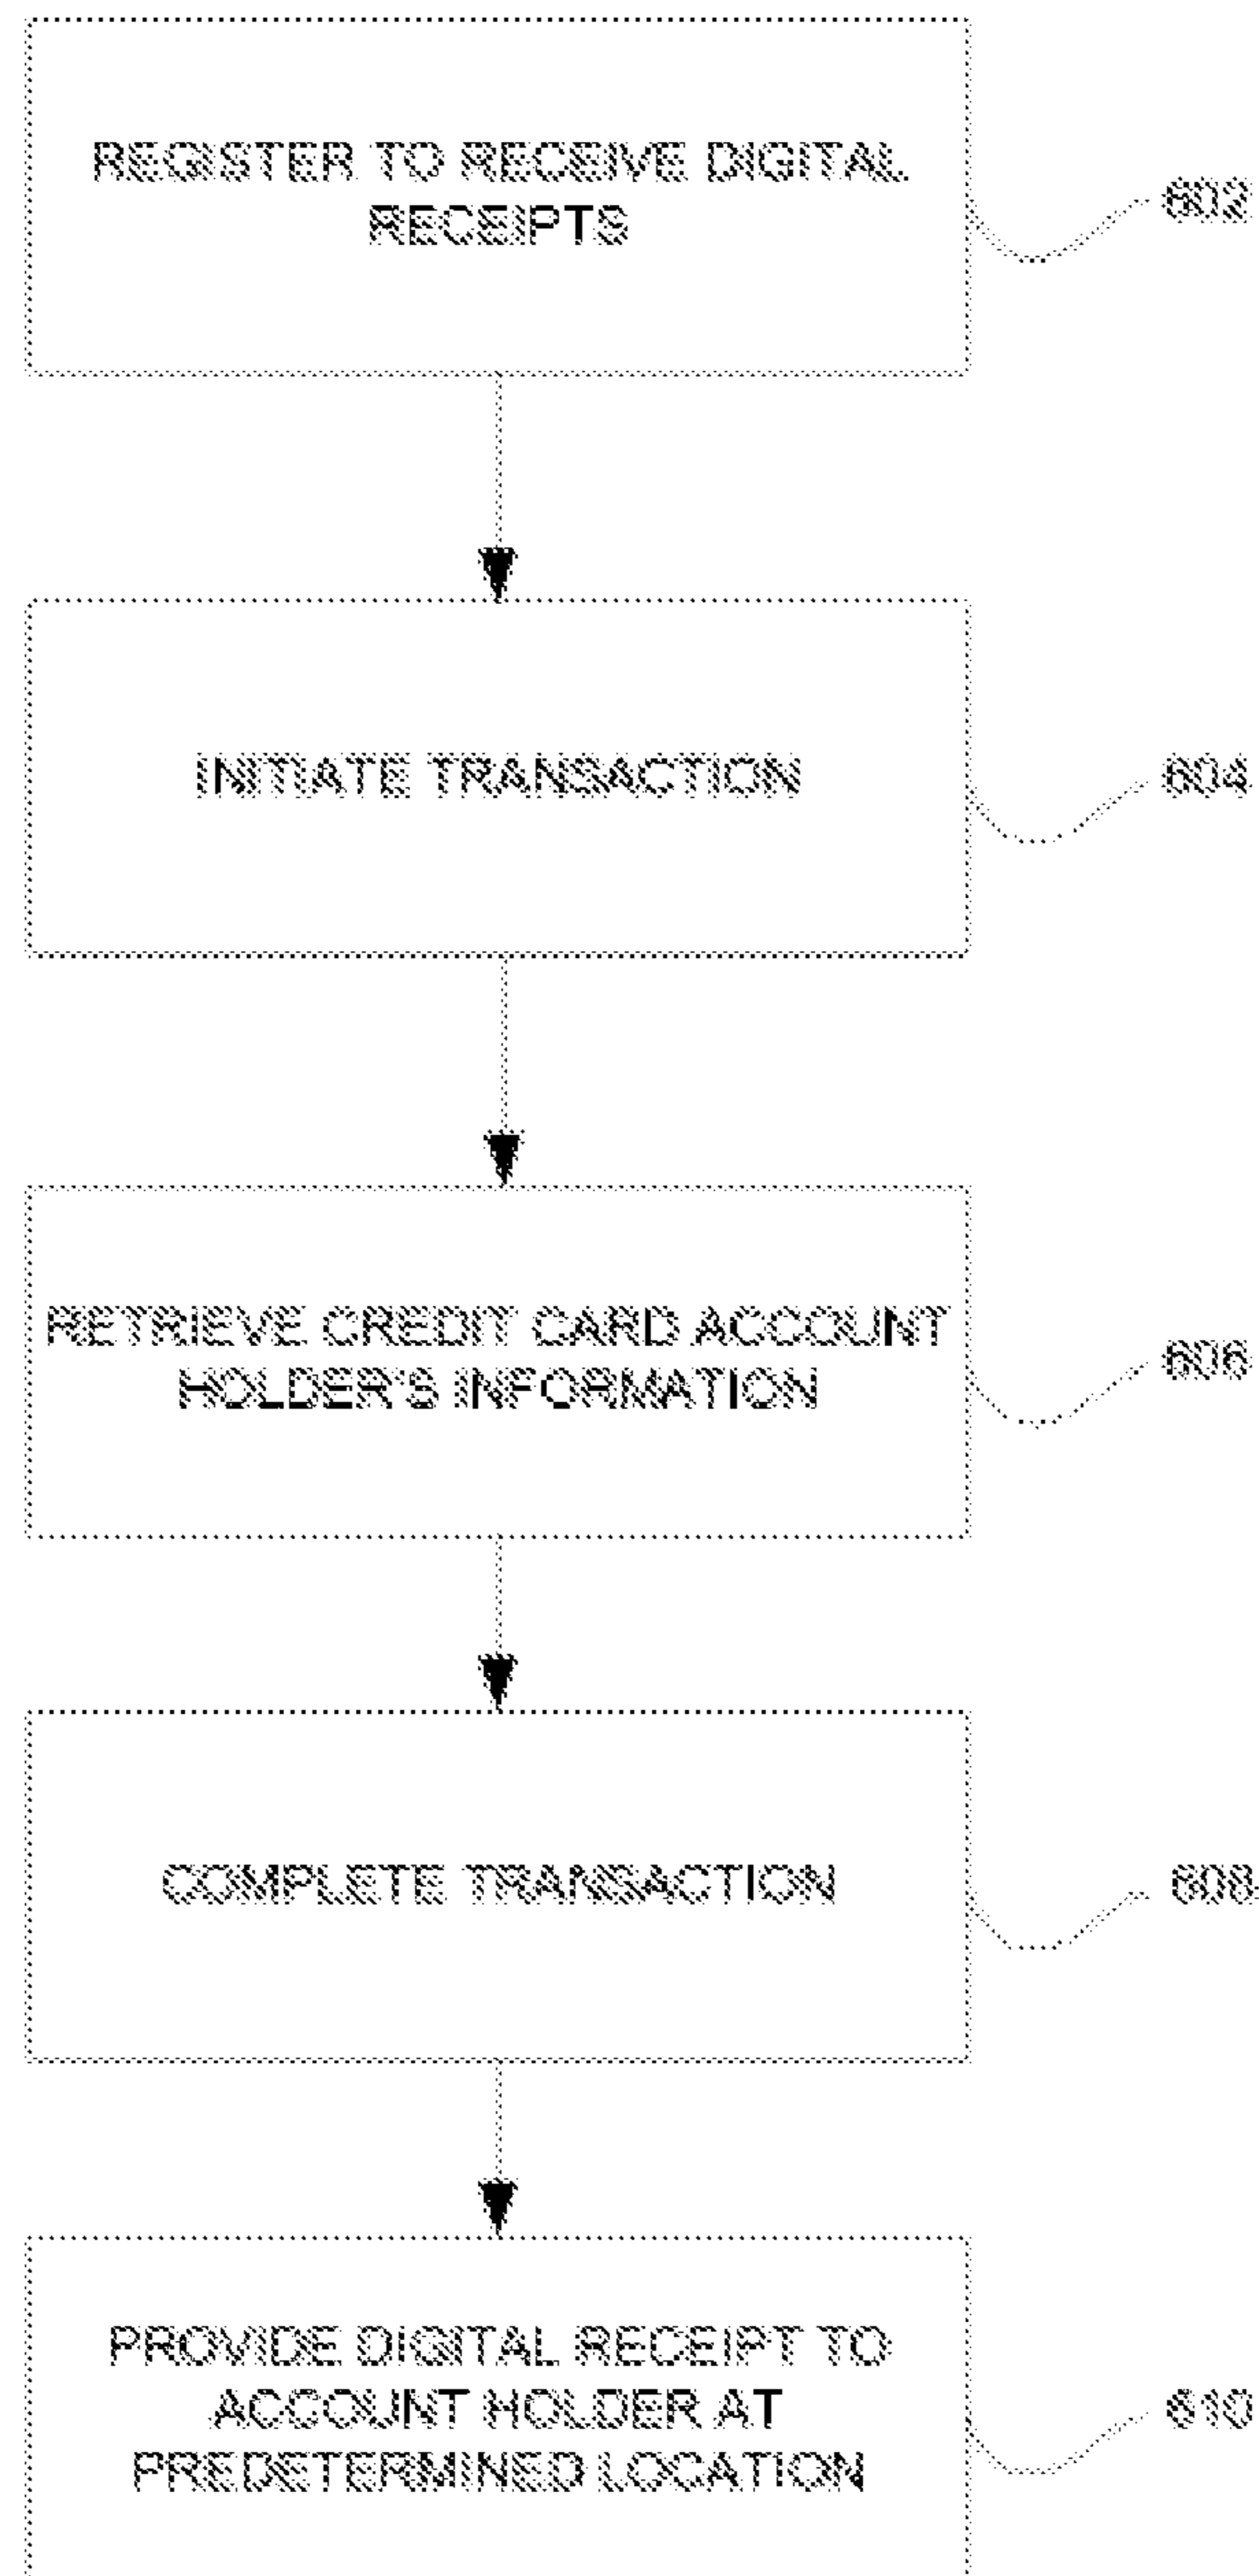 REGISTER TO RECEIVE DIGITAL
RECEIPTS
602
INITIATE TRANSACTION
604
RETRIEVE CREDIT CARD ACCOUNT
HOLDER'S INFORMATION
606
COMPLETE TRANSACTION
608
PROVIDE DIGITAL RECEIPT TO
ACCOUNT HOLDER AT
PREDETERMINED LOCATION
610